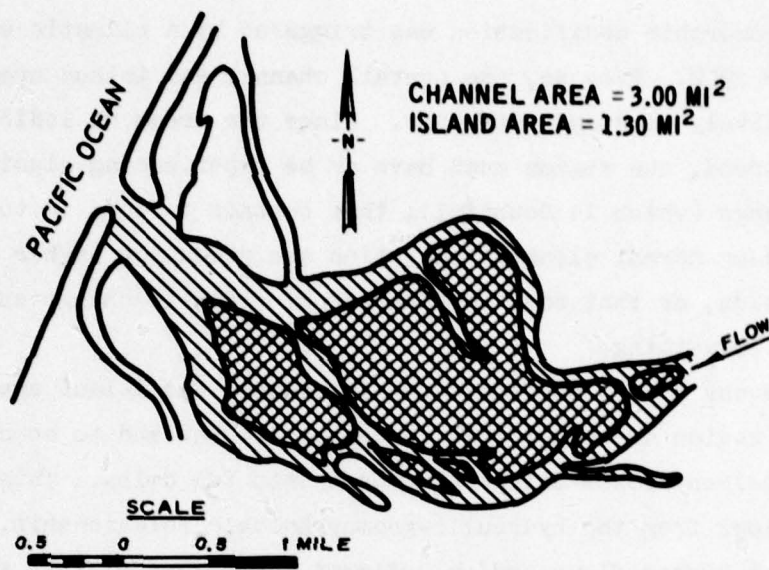 CHANNEL AREA = 3.00 MI²
ISLAND AREA = 1.30 MI²
PACIFIC OCEAN
-N-
FLOW
SCALE
0.5 0 0.5 1 MILE